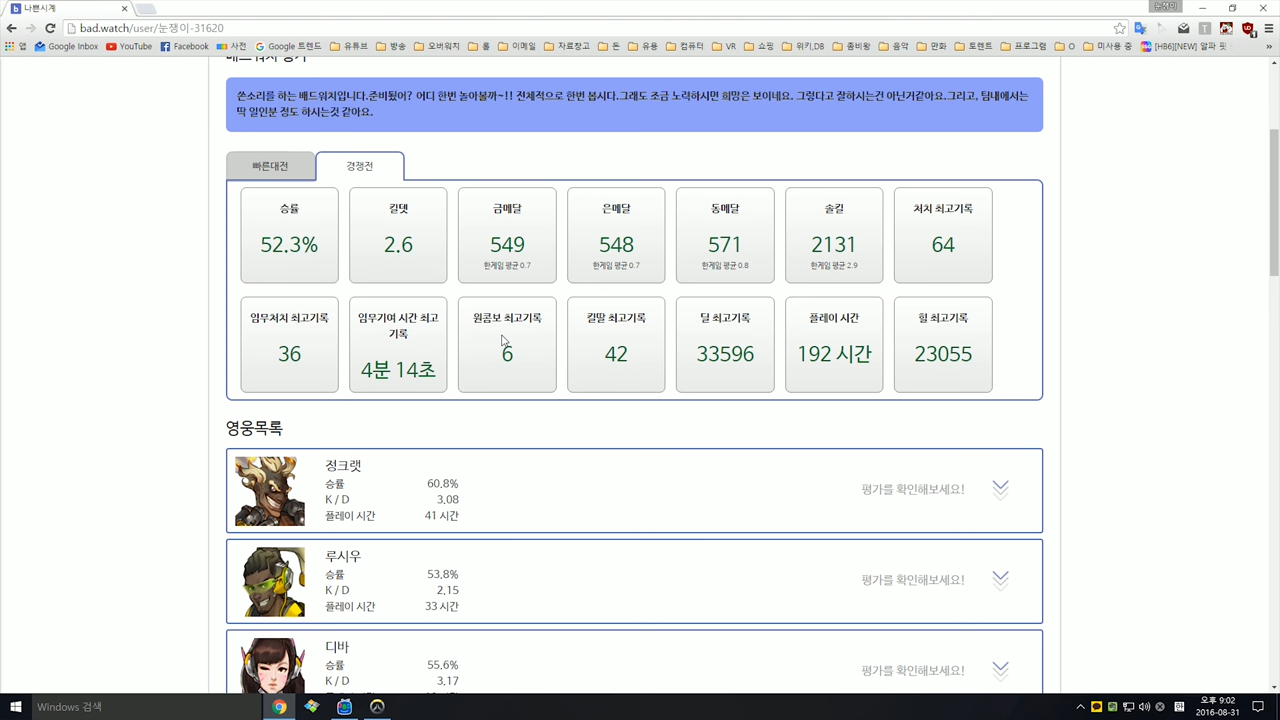 나쁜시계
눈쟁이
bad.watch/user/눈쟁이-31620
앱 Google Inbox YouTube Facebook 사전 Google 트렌드 유튜브 방송 오버워치 롤 이메일 자료창고 돈 유용 컴퓨터 VR 쇼핑 위키,DB 좀비왕 음악 만화 토렌트 프로그램 O 미사용 중 [HB6][NEW] 알파 핏
쓴소리를 하는 배드워치입니다.준비됬어? 어디 한번 놀아볼까~!! 전체적으로 한번 봅시다.그래도 조금 노력하시면 희망은 보이네요. 그렇다고 잘하시는건 아닌거같아요.그리고, 팀내에서는
딱 일인분 정도 하시는것 같아요.
빠른대전 경쟁전
승률 킬뎃 금메달 은메달 동메달 솔킬 처치 최고기록
52.3% 2.6 549 548 571 2131 64
한게임 평균 0.7 한게임 평균 0.7 한게임 평균 0.8 한게임 평균 2.9
임무처치 최고기록 임무기여 시간 최고 원콤보 최고기록 킬딸 최고기록 딜 최고기록 플레이 시간 힐 최고기록
기록
36 4분 14초 6 42 33596 192 시간 23055
영웅목록
정크랫
승률 60,8%
K / D 3,08
플레이 시간 41 시간
평가를 확인해보세요!
루시우
승률 53,8%
K / D 2,15
플레이 시간 33 시간
평가를 확인해보세요!
디바
승률 55,6%
K / D 3,17
평가를 확인해보세요!
Windows 검색
오후 9:02
2016-08-31